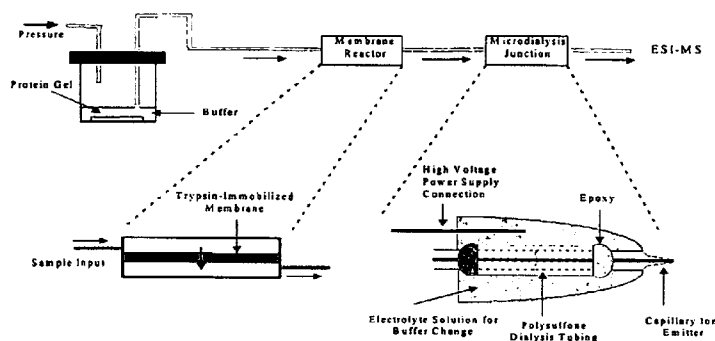 Pressure
Protein Gel
Buffer
Membrane
Reactor
Microdialysis
Junction
ESI-MS
Trypsin-Immobilized
Membrane
Sample Input
High Voltage
Power Supply
Connection
Epoxy
Electrolyte Solution for
Buffer Change
Polysulfone
Dialysis Tubing
Capillary for
Emitter